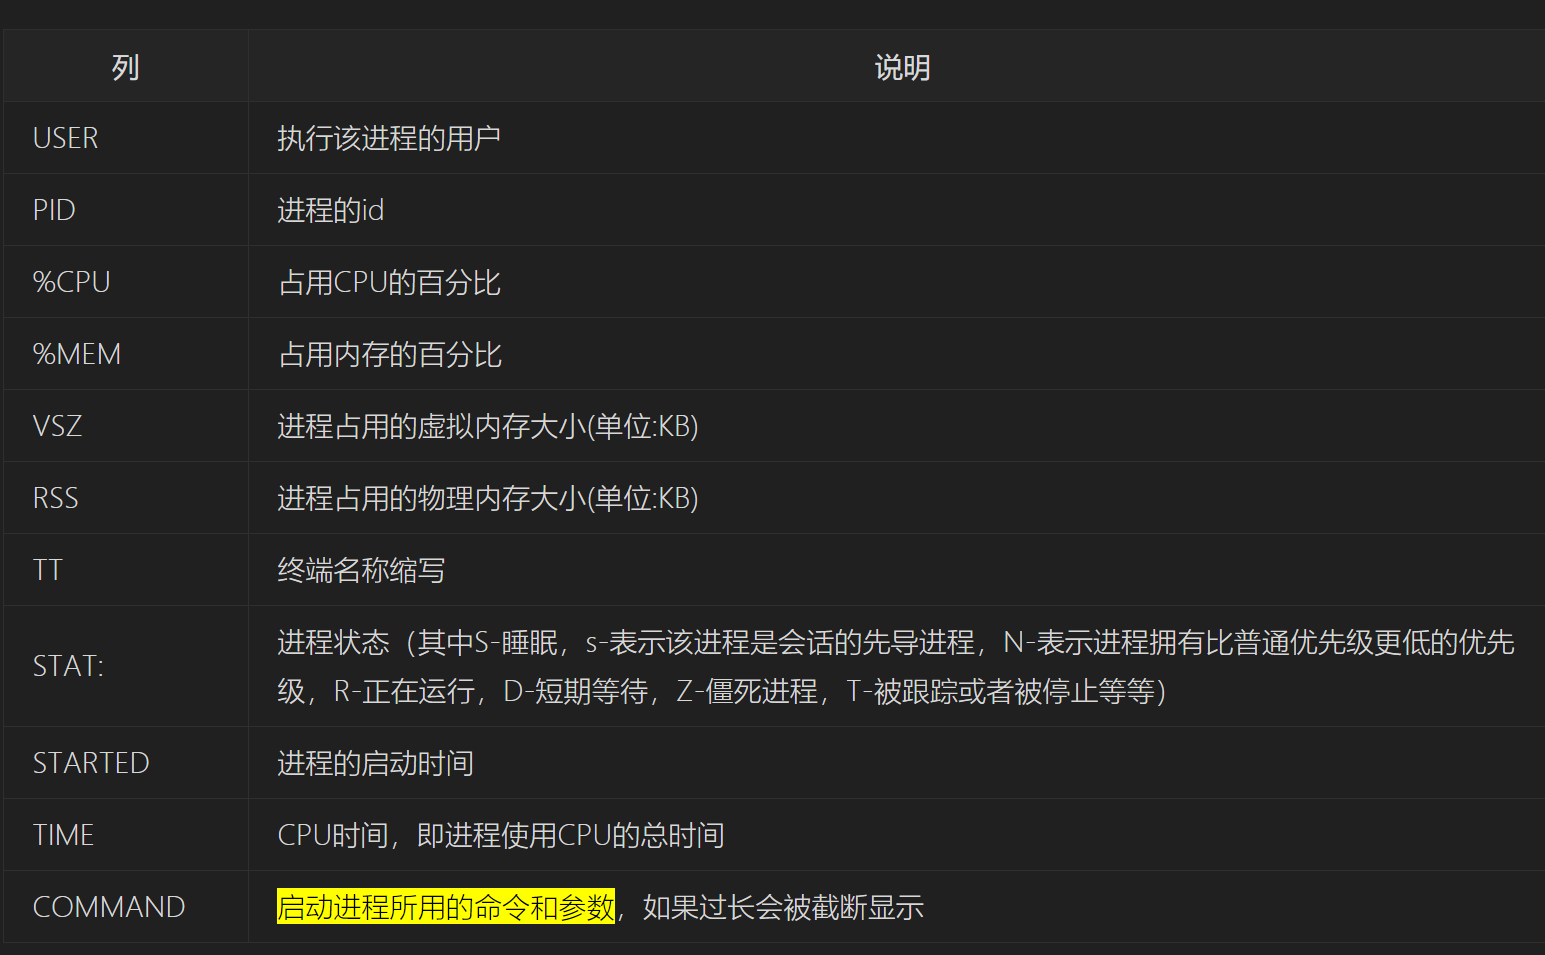 列 说明
USER 执行该进程的用户
PID 进程的id
%CPU 占用CPU的百分比
%MEM 占用内存的百分比
VSZ 进程占用的虚拟内存大小(单位:KB)
RSS 进程占用的物理内存大小(单位:KB)
TT 终端名称缩写
STAT: 进程状态（其中S-睡眠，s-表示该进程是会话的先导进程，N-表示进程拥有比普通优先级更低的优先
级，R-正在运行，D-短期等待，Z-僵死进程，T-被跟踪或者被停止等等）
STARTED 进程的启动时间
TIME CPU时间，即进程使用CPU的总时间
COMMAND 启动进程所用的命令和参数，如果过长会被截断显示